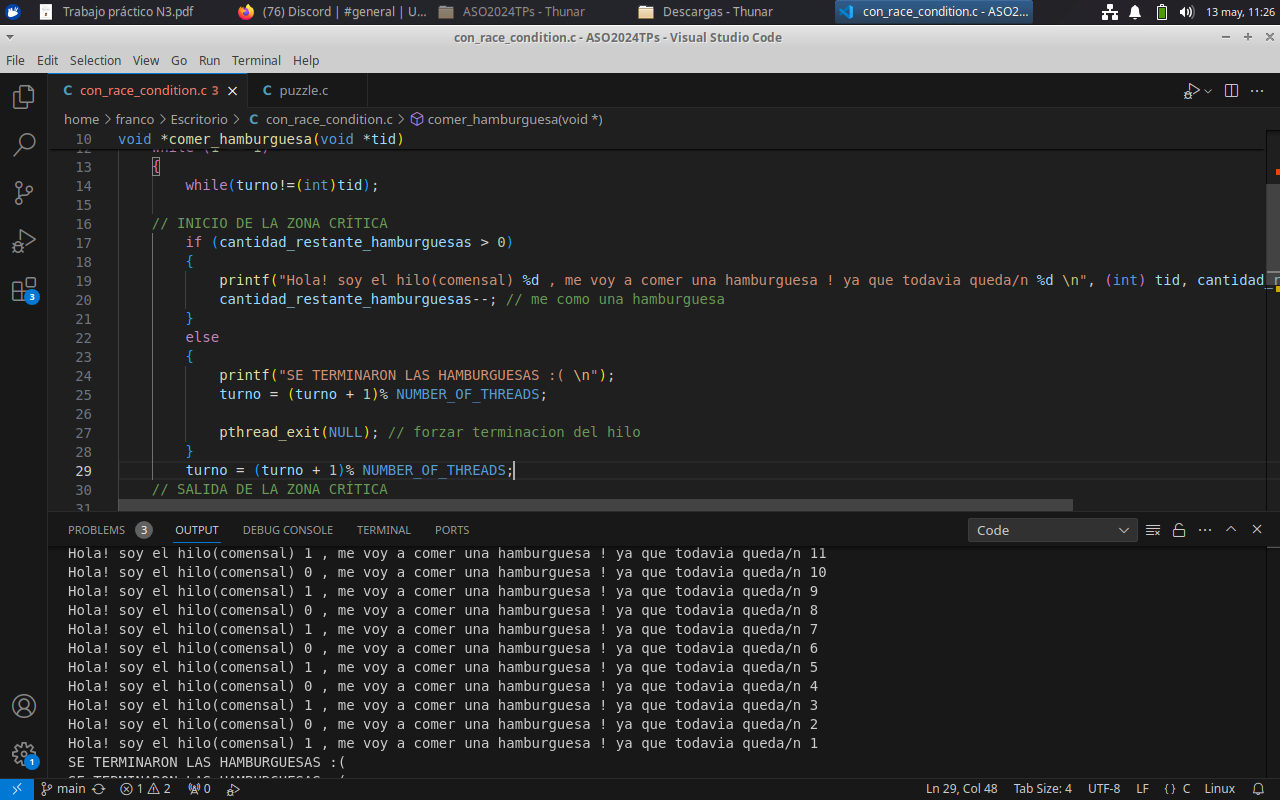 Trabajo práctico N3.pdf
(76) Discord | #general | U...
ASO2024TPs - Thunar
Descargas - Thunar
con_race_condition.c - ASO2...
13 may, 11:26
con_race_condition.c - ASO2024TPs - Visual Studio Code
File Edit Selection View Go Run Terminal Help
C con_race_condition.c 3
C puzzle.c
home > franco > Escritorio > C con_race_condition.c > comer_hamburguesa(void *)
10 void *comer_hamburguesa(void *tid)
13 {
14 while(turno!=(int)tid);
15
16 // INICIO DE LA ZONA CRÍTICA
17 if (cantidad_restante_hamburguesas > 0)
18 {
19 printf("Hola! soy el hilo(comensal) %d , me voy a comer una hamburguesa ! ya que todavia queda/n %d \n", (int) tid, cantidad
20 cantidad_restante_hamburguesas--; // me como una hamburguesa
21 }
22 else
23 {
24 printf("SE TERMINARON LAS HAMBURGUESAS :( \n");
25 turno = (turno + 1)% NUMBER_OF_THREADS;
26
27 pthread_exit(NULL); // forzar terminacion del hilo
28 }
29 turno = (turno + 1)% NUMBER_OF_THREADS;
30 // SALIDA DE LA ZONA CRÍTICA
31
PROBLEMS 3 OUTPUT DEBUG CONSOLE TERMINAL PORTS
Code
Hola! soy el hilo(comensal) 1 , me voy a comer una hamburguesa ! ya que todavia queda/n 11
Hola! soy el hilo(comensal) 0 , me voy a comer una hamburguesa ! ya que todavia queda/n 10
Hola! soy el hilo(comensal) 1 , me voy a comer una hamburguesa ! ya que todavia queda/n 9
Hola! soy el hilo(comensal) 0 , me voy a comer una hamburguesa ! ya que todavia queda/n 8
Hola! soy el hilo(comensal) 1 , me voy a comer una hamburguesa ! ya que todavia queda/n 7
Hola! soy el hilo(comensal) 0 , me voy a comer una hamburguesa ! ya que todavia queda/n 6
Hola! soy el hilo(comensal) 1 , me voy a comer una hamburguesa ! ya que todavia queda/n 5
Hola! soy el hilo(comensal) 0 , me voy a comer una hamburguesa ! ya que todavia queda/n 4
Hola! soy el hilo(comensal) 1 , me voy a comer una hamburguesa ! ya que todavia queda/n 3
Hola! soy el hilo(comensal) 0 , me voy a comer una hamburguesa ! ya que todavia queda/n 2
Hola! soy el hilo(comensal) 1 , me voy a comer una hamburguesa ! ya que todavia queda/n 1
SE TERMINARON LAS HAMBURGUESAS :(
SE TERMINARON LAS HAMBURGUESAS :(
3
1
main 1 2 0
Ln 29, Col 48 Tab Size: 4 UTF-8 LF {} C Linux